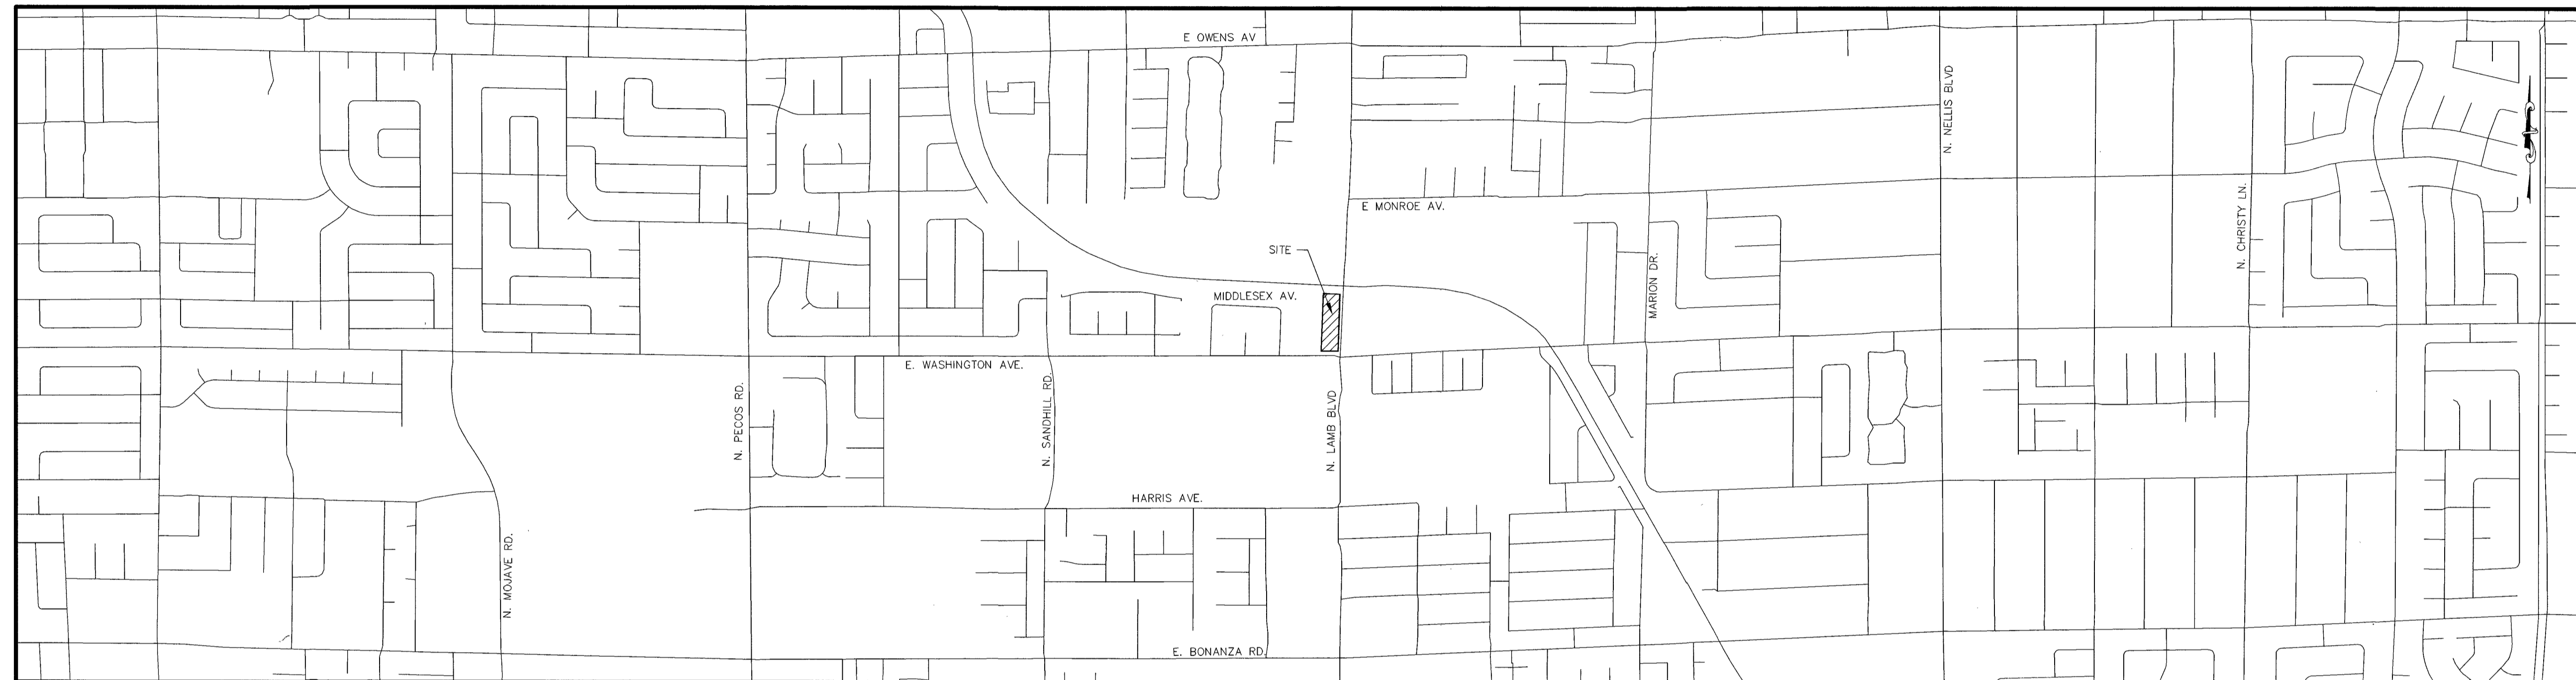 E OWENS AV
N. NELLIS BLVD
N. CHRISTY LN.
E MONROE AV.
SITE
MIDDLESEX AV.
MARION DR.
E. WASHINGTON AVE.
N. PECOS RD.
N. SANDHILL RD.
N. LAMB BLVD
HARRIS AVE.
N. MOJAVE RD.
E. BONANZA RD.